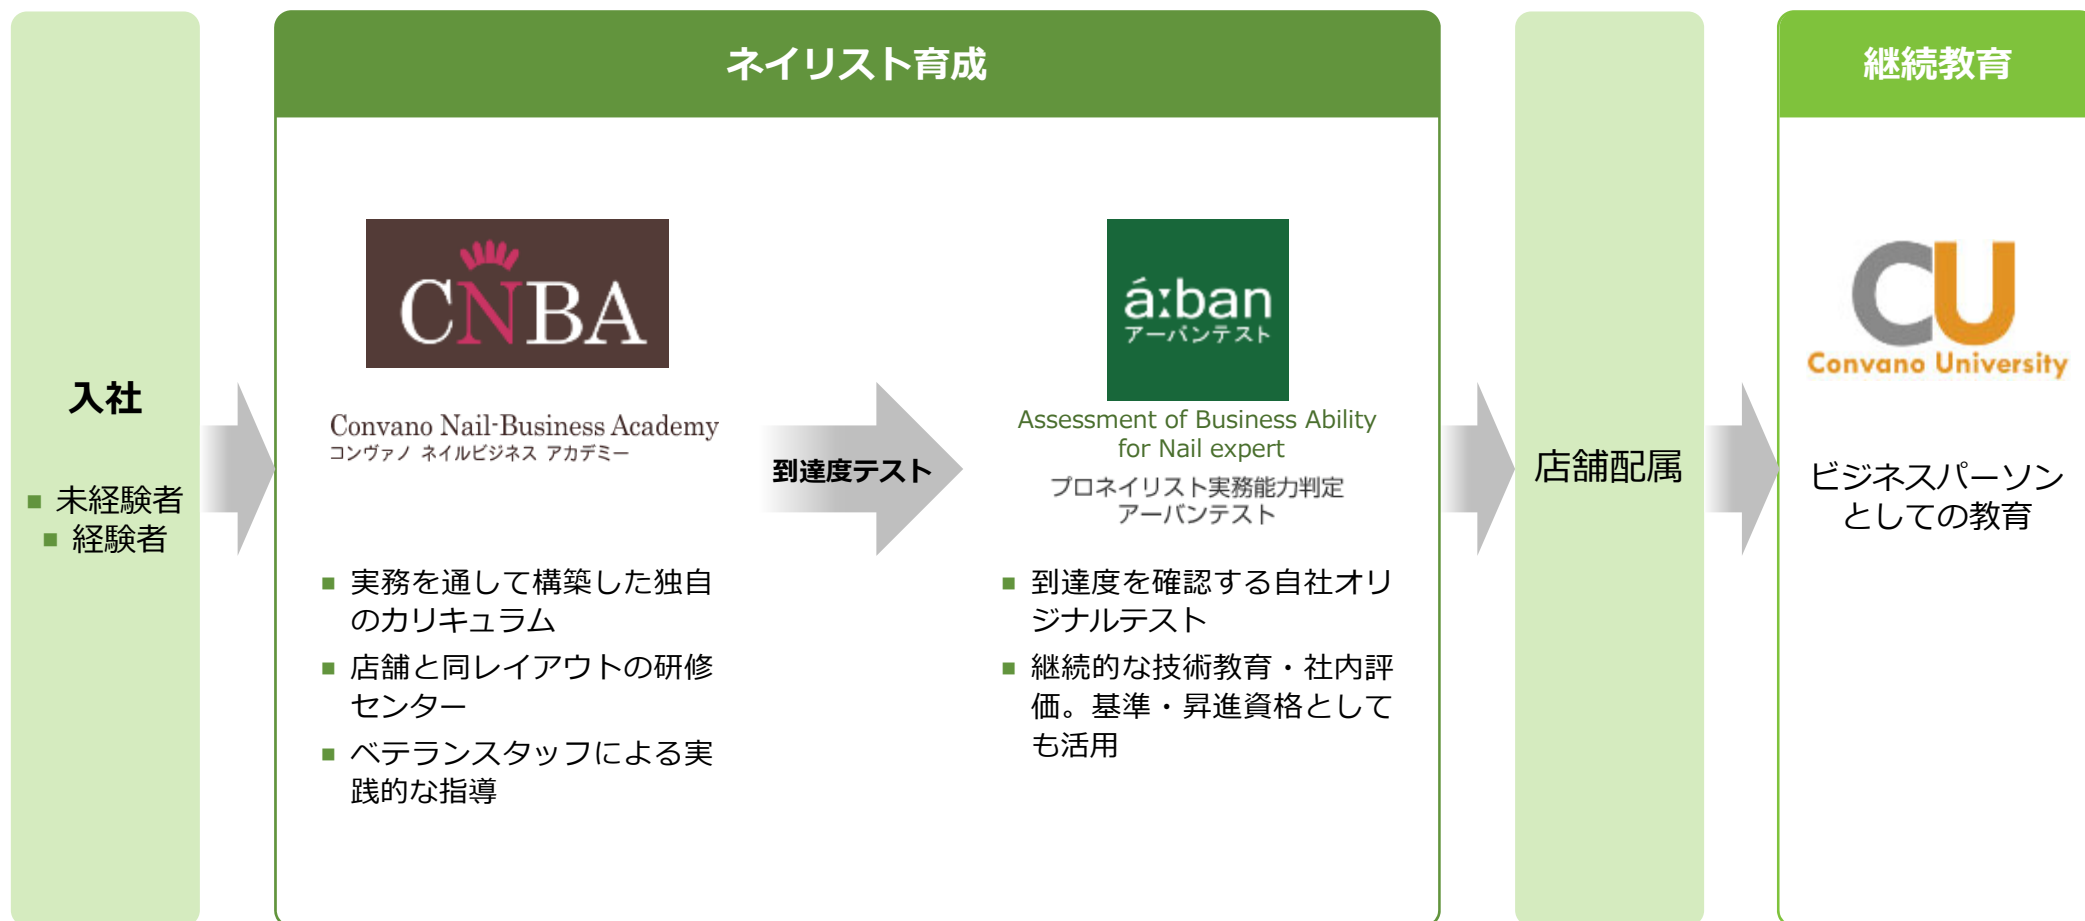 入社
■ 未経験者
■ 経験者
ネイリスト育成
CNBA
Convano Nail-Business Academy
コンヴァノ ネイルビジネス アカデミー
■ 実務を通して構築した独自
のカリキュラム
■ 店舗と同レイアウトの研修
センター
■ ベテランスタッフによる実
践的な指導
到達度テスト
á:ban
アーバンテスト
Assessment of Business Ability
for Nail expert
プロネイリスト実務能力判定
アーバンテスト
■ 到達度を確認する自社オリ
ジナルテスト
■ 継続的な技術教育・社内評
価。基準・昇進資格として
も活用
店舗配属
継続教育
CU
Convano University
ビジネスパーソン
としての教育